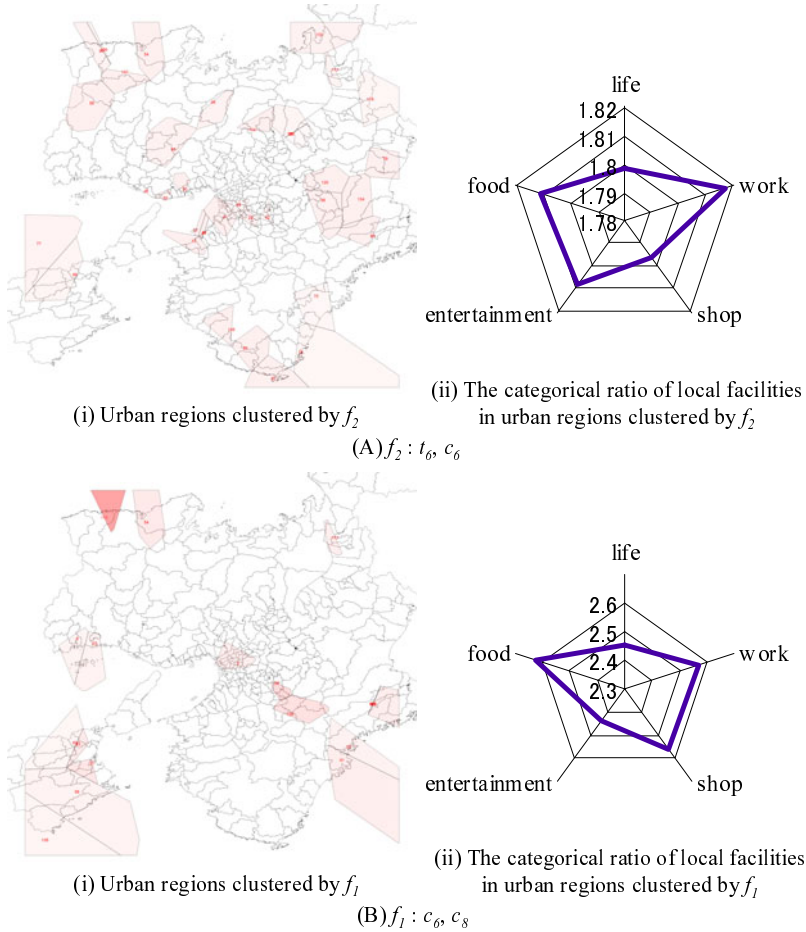 life
1.82
1.81
1.8
1.79
1.78
food
work
entertainment
shop
(i) Urban regions clustered by f2
(ii) The categorical ratio of local facilities
in urban regions clustered by f2
(A) f2 : t6, c6
life
2.6
2.5
2.4
2.3
food
work
entertainment
shop
(i) Urban regions clustered by f1
(ii) The categorical ratio of local facilities
in urban regions clustered by f1
(B) f1 : c6, c8